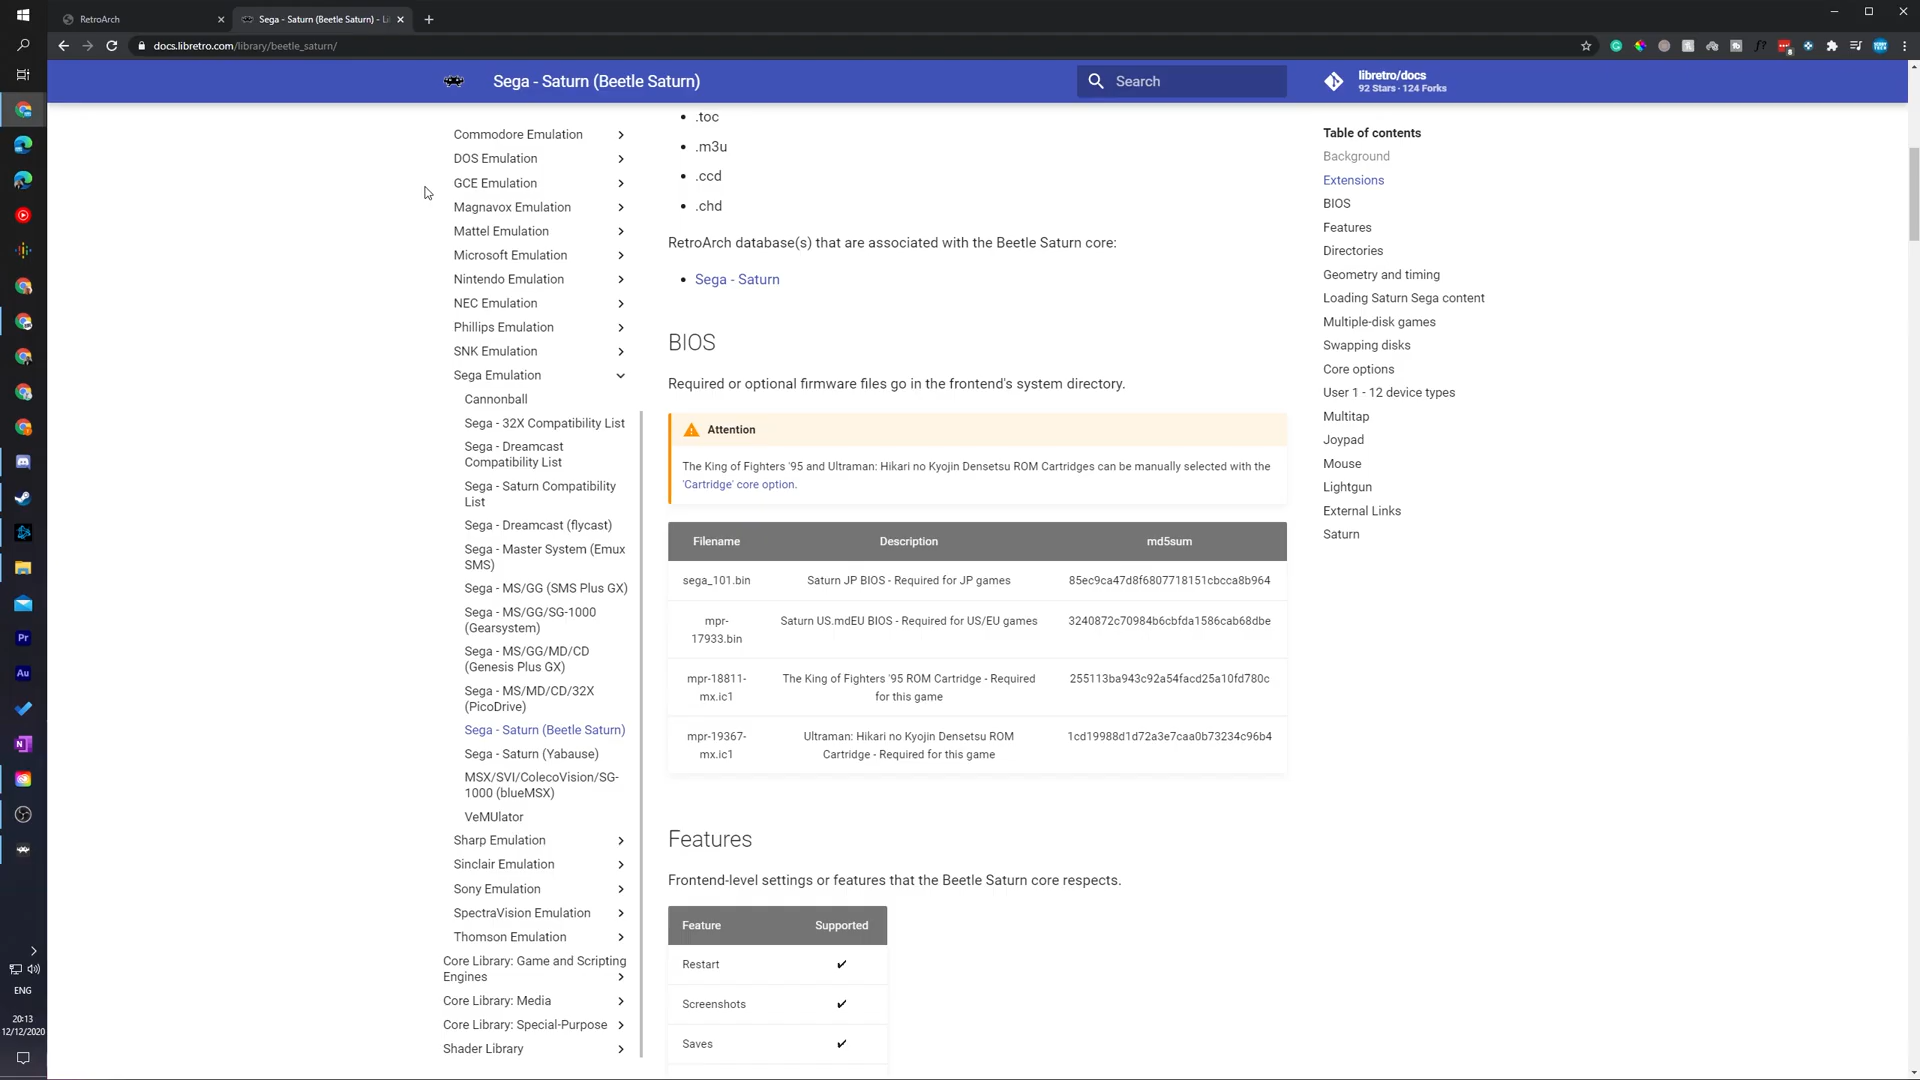 RetroArch
Sega - Saturn (Beetle Saturn) - Li
docs.libretro.com/library/beetle_saturn/
Sega - Saturn (Beetle Saturn)
Search
libretro/docs
92 Stars · 124 Forks
Commodore Emulation
DOS Emulation
GCE Emulation
Magnavox Emulation
Mattel Emulation
Microsoft Emulation
Nintendo Emulation
NEC Emulation
Phillips Emulation
SNK Emulation
Sega Emulation
Cannonball
Sega - 32X Compatibility List
Sega - Dreamcast
Compatibility List
Sega - Saturn Compatibility
List
Sega - Dreamcast (flycast)
Sega - Master System (Emux
SMS)
Sega - MS/GG (SMS Plus GX)
Sega - MS/GG/SG-1000
(Gearsystem)
Sega - MS/GG/MD/CD
(Genesis Plus GX)
Sega - MS/MD/CD/32X
(PicoDrive)
Sega - Saturn (Beetle Saturn)
Sega - Saturn (Yabause)
MSX/SVI/ColecoVision/SG-
1000 (blueMSX)
VeMUlator
Sharp Emulation
Sinclair Emulation
Sony Emulation
SpectraVision Emulation
Thomson Emulation
Core Library: Game and Scripting
Engines
Core Library: Media
Core Library: Special-Purpose
Shader Library
.toc
.m3u
.ccd
.chd
RetroArch database(s) that are associated with the Beetle Saturn core:
Sega - Saturn
BIOS
Required or optional firmware files go in the frontend's system directory.
Attention
The King of Fighters '95 and Ultraman: Hikari no Kyojin Densetsu ROM Cartridges can be manually selected with the
'Cartridge' core option.
Filename Description md5sum
sega_101.bin Saturn JP BIOS - Required for JP games 85ec9ca47d8f6807718151cbcca8b964
mpr-
17933.bin Saturn US.mdEU BIOS - Required for US/EU games 3240872c70984b6cbfda1586cab68dbe
mpr-18811-
mx.ic1 The King of Fighters '95 ROM Cartridge - Required
for this game 255113ba943c92a54facd25a10fd780c
mpr-19367-
mx.ic1 Ultraman: Hikari no Kyojin Densetsu ROM
Cartridge - Required for this game 1cd19988d1d72a3e7caa0b73234c96b4
Features
Frontend-level settings or features that the Beetle Saturn core respects.
Feature Supported
Restart ✔
Screenshots ✔
Saves ✔
Table of contents
Background
Extensions
BIOS
Features
Directories
Geometry and timing
Loading Saturn Sega content
Multiple-disk games
Swapping disks
Core options
User 1 - 12 device types
Multitap
Joypad
Mouse
Lightgun
External Links
Saturn
Pr
Au
ENG
20:13
12/12/2020